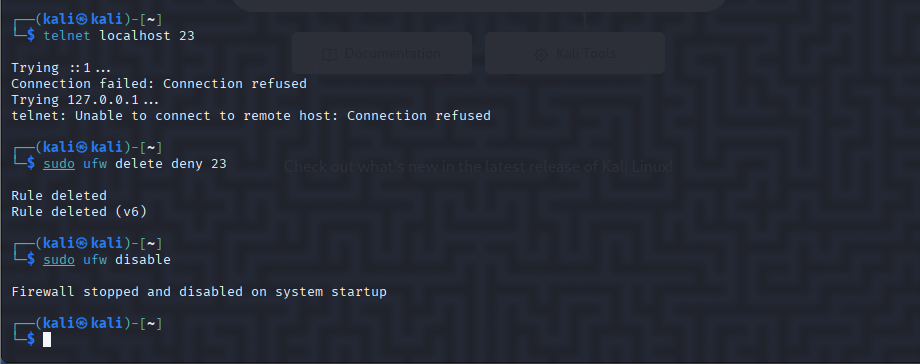 ┌──(kali㉿kali)-[~]
└─$ telnet localhost 23
Documentation
Kali Tools
Trying ::1...
Connection failed: Connection refused
Trying 127.0.0.1...
telnet: Unable to connect to remote host: Connection refused
┌──(kali㉿kali)-[~]
└─$ sudo ufw delete deny 23
Check out what's new in the latest release of Kali Linux!
Rule deleted
Rule deleted (v6)
┌──(kali㉿kali)-[~]
└─$ sudo ufw disable
Firewall stopped and disabled on system startup
┌──(kali㉿kali)-[~]
└─$